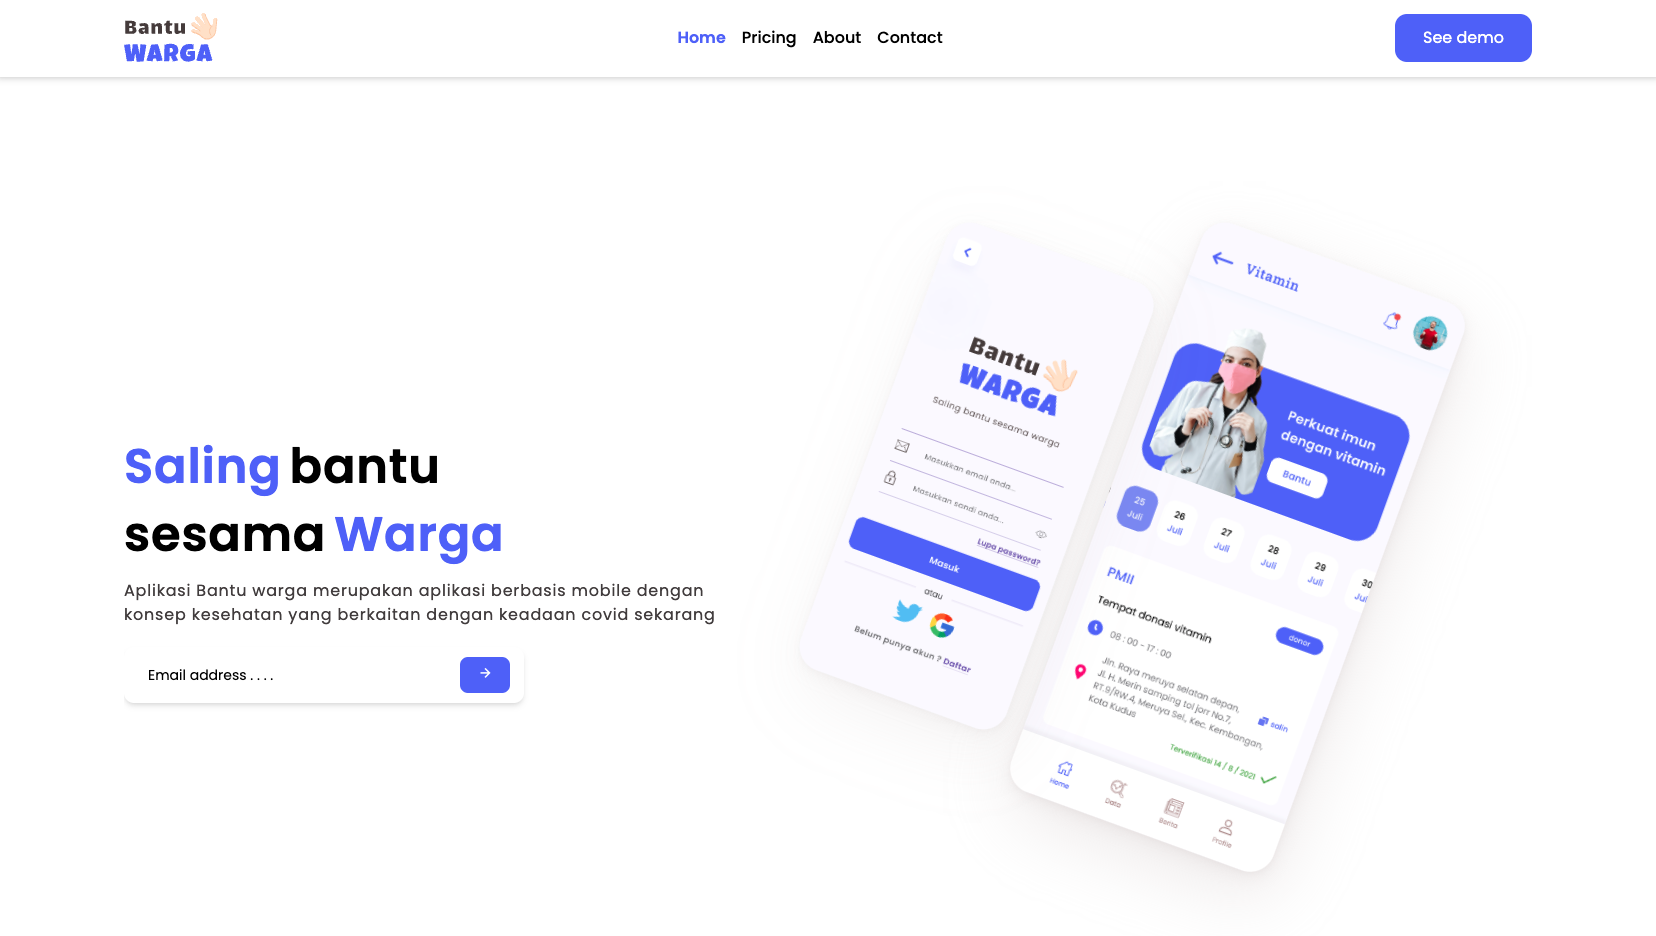 Bantu
WARGA
Home Pricing About Contact
See demo
Saling bantu
sesama Warga
Aplikasi Bantu warga merupakan aplikasi berbasis mobile dengan
konsep kesehatan yang berkaitan dengan keadaan covid sekarang
Email address . . . .
Bantu
WARGA
Saling bantu sesama warga
Masukkan email anda...
Masukkan sandi anda...
Lupa password?
Masuk
atau
Belum punya akun ? Daftar
Vitamin
Perkuat imun
dengan vitamin
Bantu
25 26 27 28 29 30
Juli Juli Juli Juli Juli Jul
PMII
Tempat donasi vitamin
donor
08 : 00 - 17 : 00
Jln. Raya meruya selatan depan,
Jl. H. Merin samping tol jorr No.7,
RT.9/RW.4, Meruya Sel., Kec. Kembangan,
Kota Kudus
salin
Terverifikasi 14 / 8 / 2021
Home Data Berita Profile